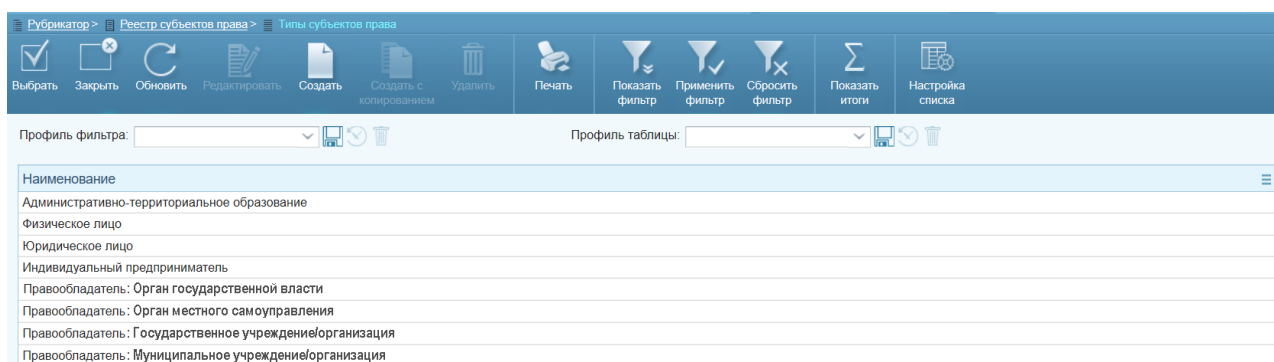 Рубрикатор > Реестр субъектов права > Типы субъектов права
Выбрать Закрыть Обновить Редактировать Создать Создать с копированием Удалить Печать Показать фильтр Применить фильтр Сбросить фильтр Показать итоги Настройка списка
Профиль фильтра: Профиль таблицы:
Наименование
Административно-территориальное образование
Физическое лицо
Юридическое лицо
Индивидуальный предприниматель
Правообладатель: Орган государственной власти
Правообладатель: Орган местного самоуправления
Правообладатель: Государственное учреждение/организация
Правообладатель: Муниципальное учреждение/организация